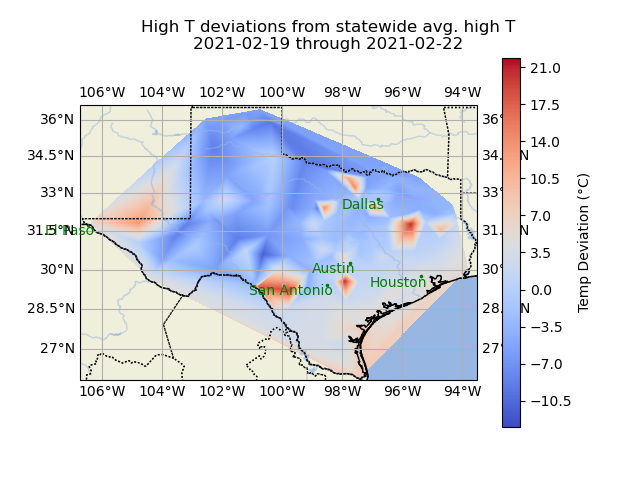 High T deviations from statewide avg. high T
2021-02-19 through 2021-02-22
106°W 104°W 102°W 100°W 98°W 96°W 94°W
36°N 36°
34.5°N 34. N
33°N 33°
31.5°N 31. N
30°N 30°
28.5°N 28. N
27°N 27°
El Paso
Dallas
Austin
Houston
San Antonio
106°W 104°W 102°W 100°W 98°W 96°W 94°W
21.0
17.5
14.0
10.5
7.0
3.5
0.0
−3.5
−7.0
−10.5
Temp Deviation (°C)